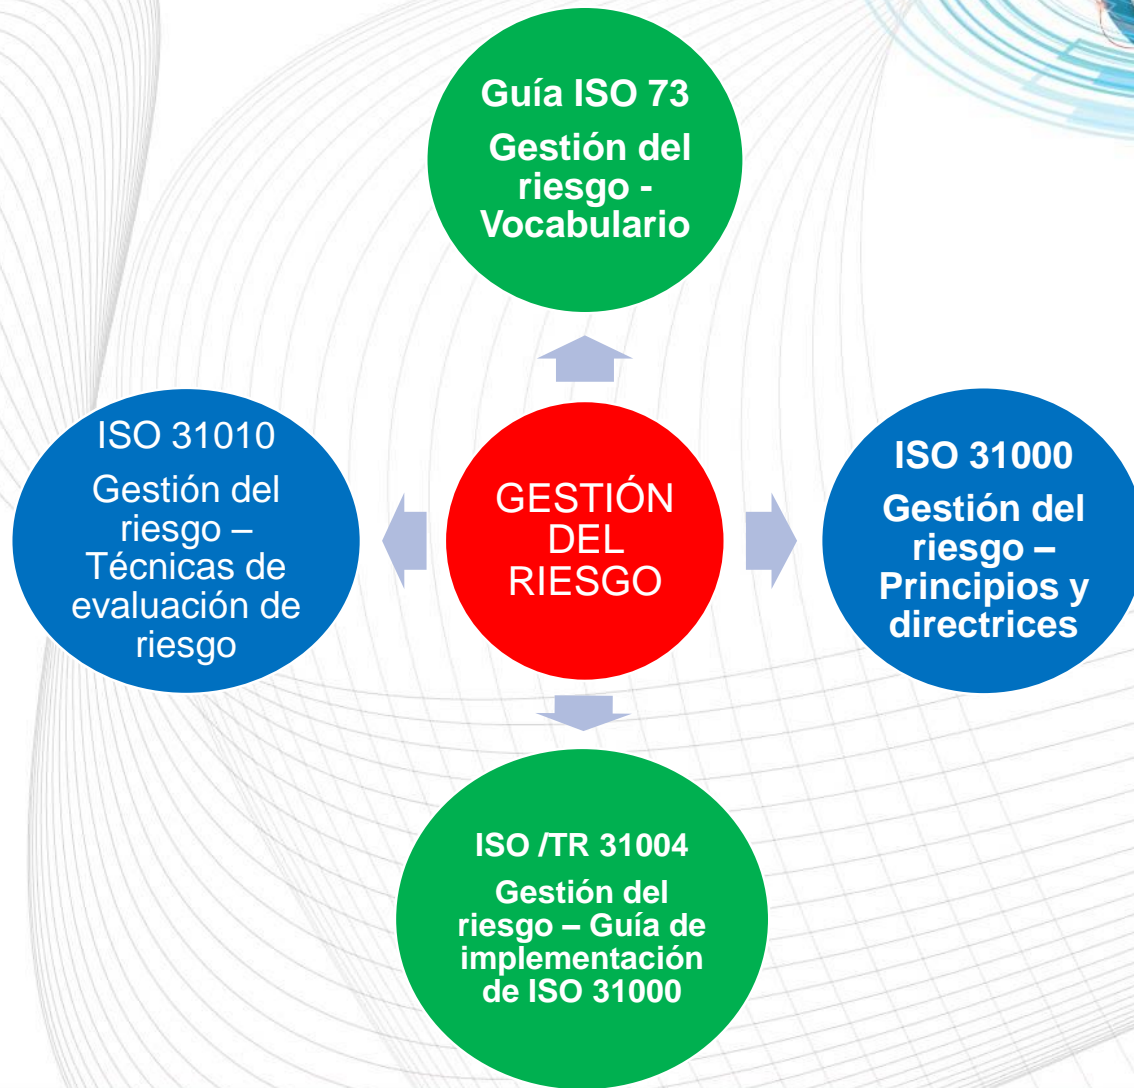 Guía ISO 73
Gestión del
riesgo -
Vocabulario
ISO 31010
Gestión del
riesgo –
Técnicas de
evaluación de
riesgo
GESTIÓN
DEL
RIESGO
ISO 31000
Gestión del
riesgo –
Principios y
directrices
ISO /TR 31004
Gestión del
riesgo – Guía de
implementación
de ISO 31000